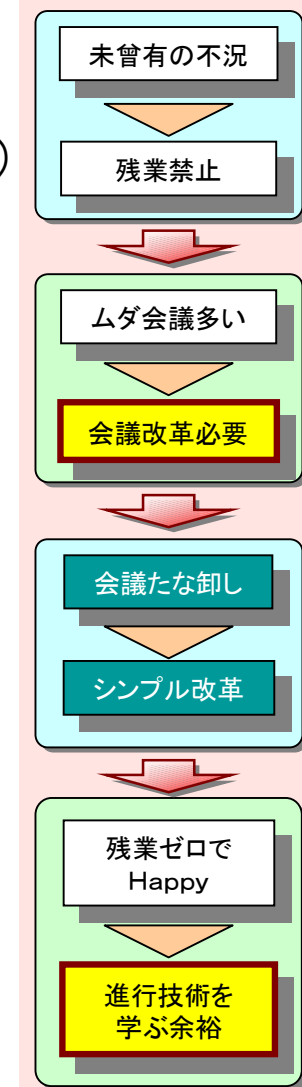 未曾有の不況
)
残業禁止
ムダ会議多い
会議改革必要
会議たな卸し
シンプル改革
残業ゼロで
Happy
進行技術を
学ぶ余裕